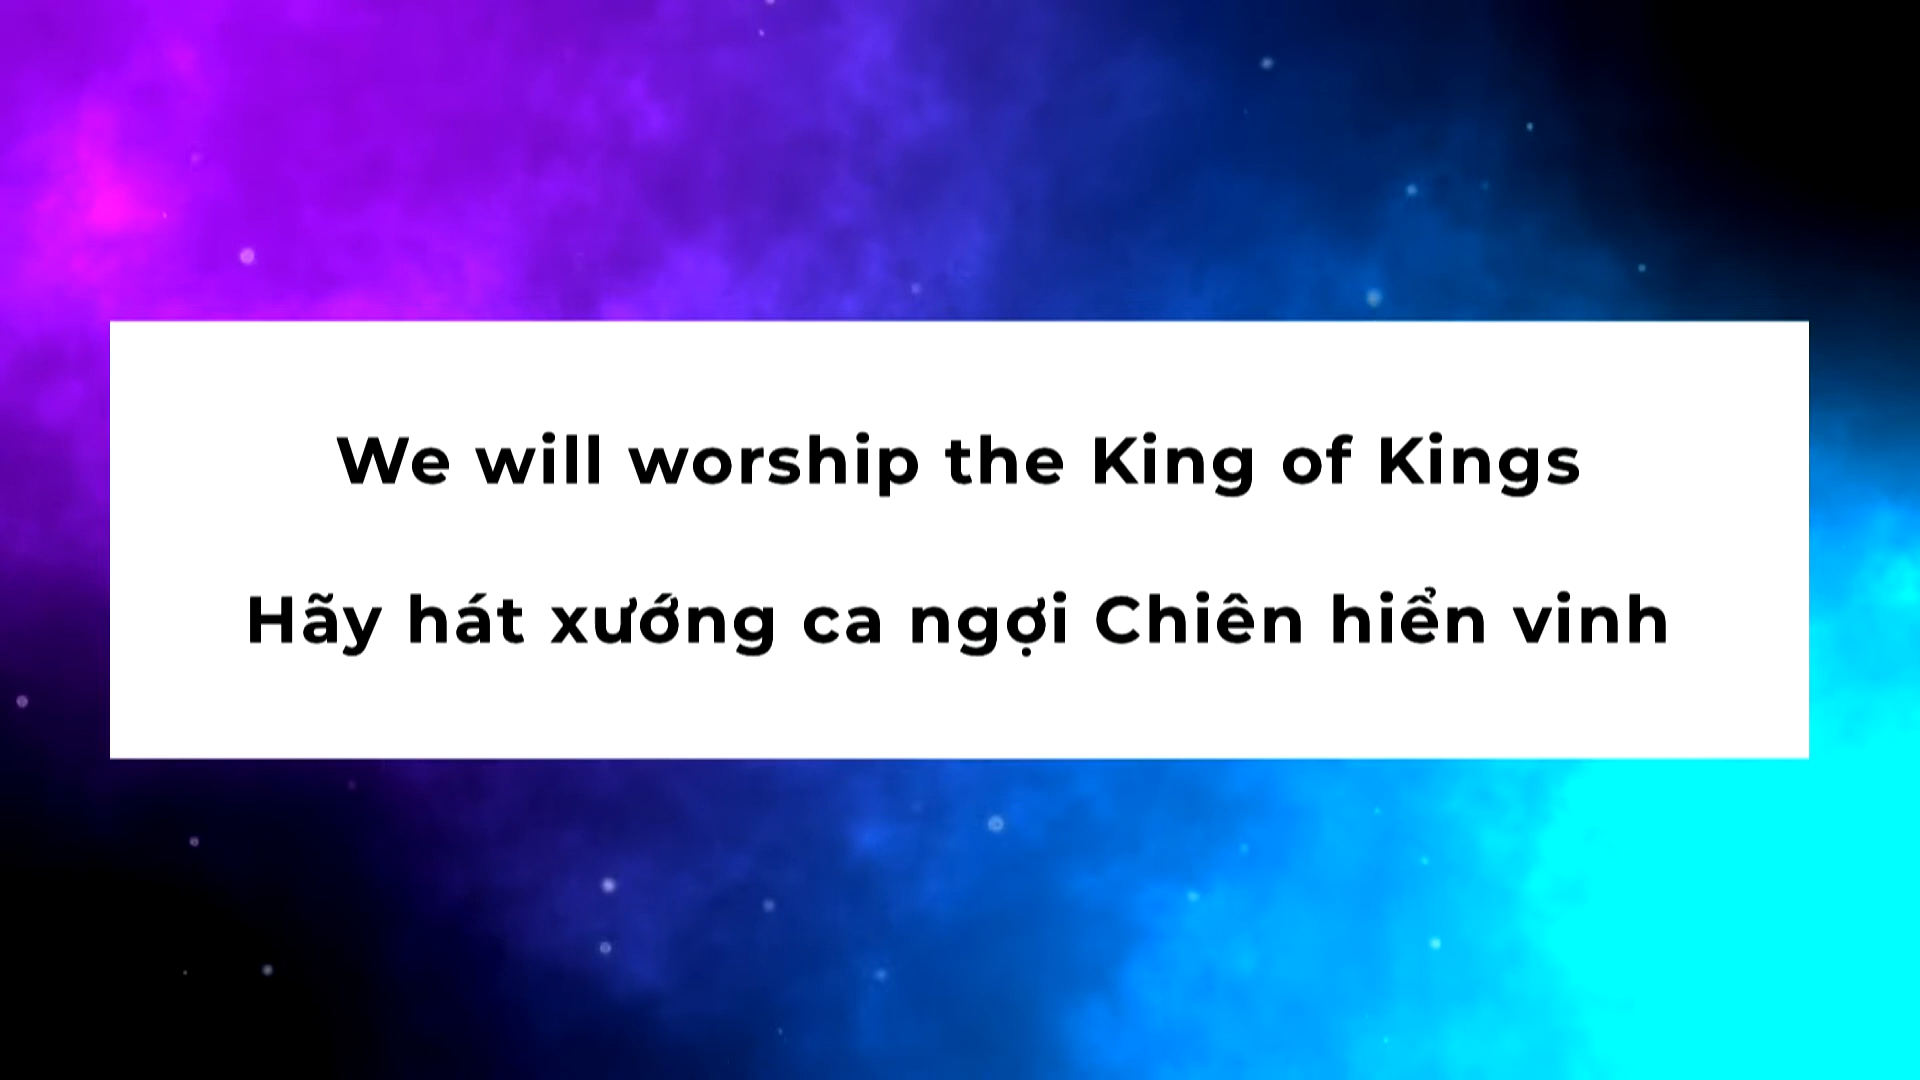 We will worship the King of Kings
Hãy hát xướng ca ngợi Chiên hiển vinh